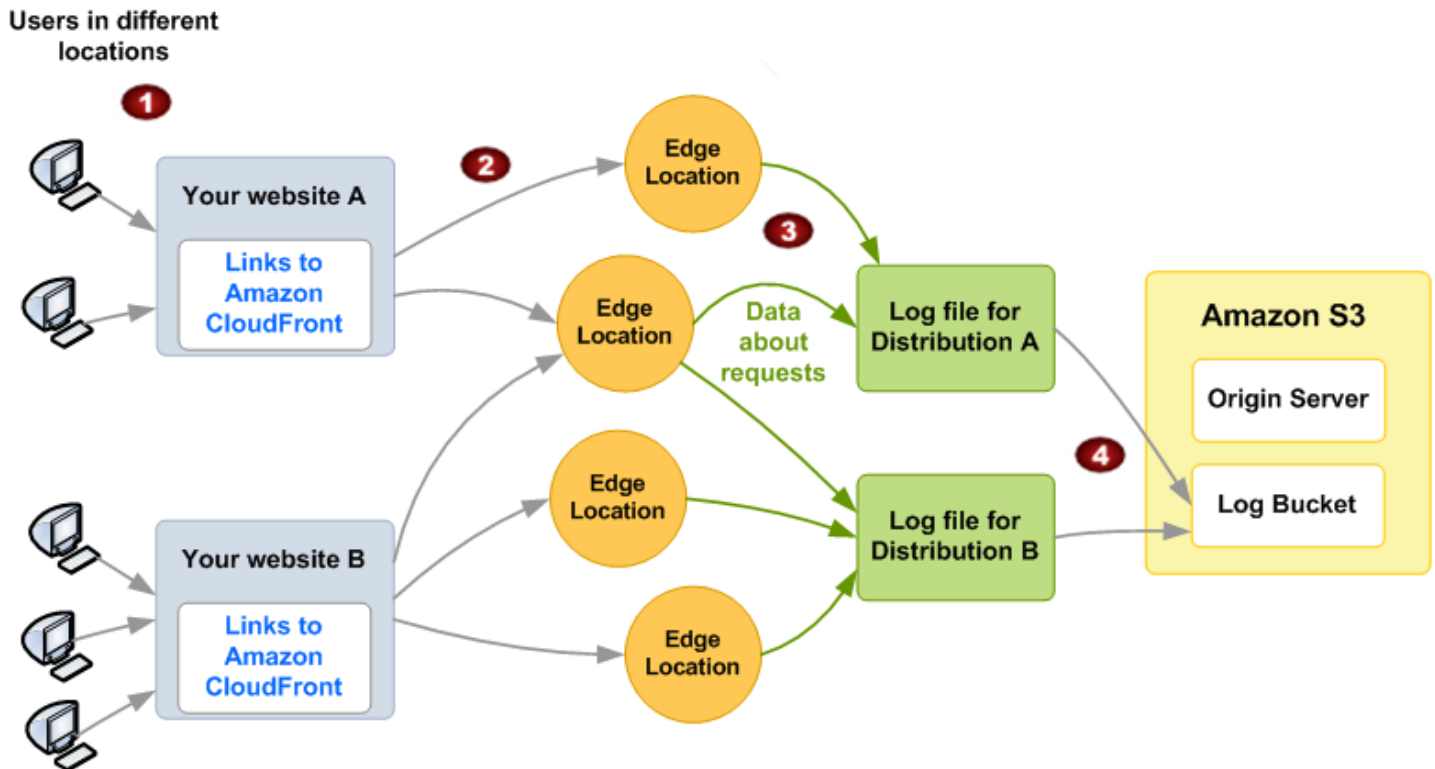 Users in different
locations
1
Your website A
Links to
Amazon
CloudFront
2
Edge
Location
Edge
Location
3
Data
about
requests
Log file for
Distribution A
Your website B
Links to
Amazon
CloudFront
Edge
Location
Edge
Location
Log file for
Distribution B
4
Amazon S3
Origin Server
Log Bucket